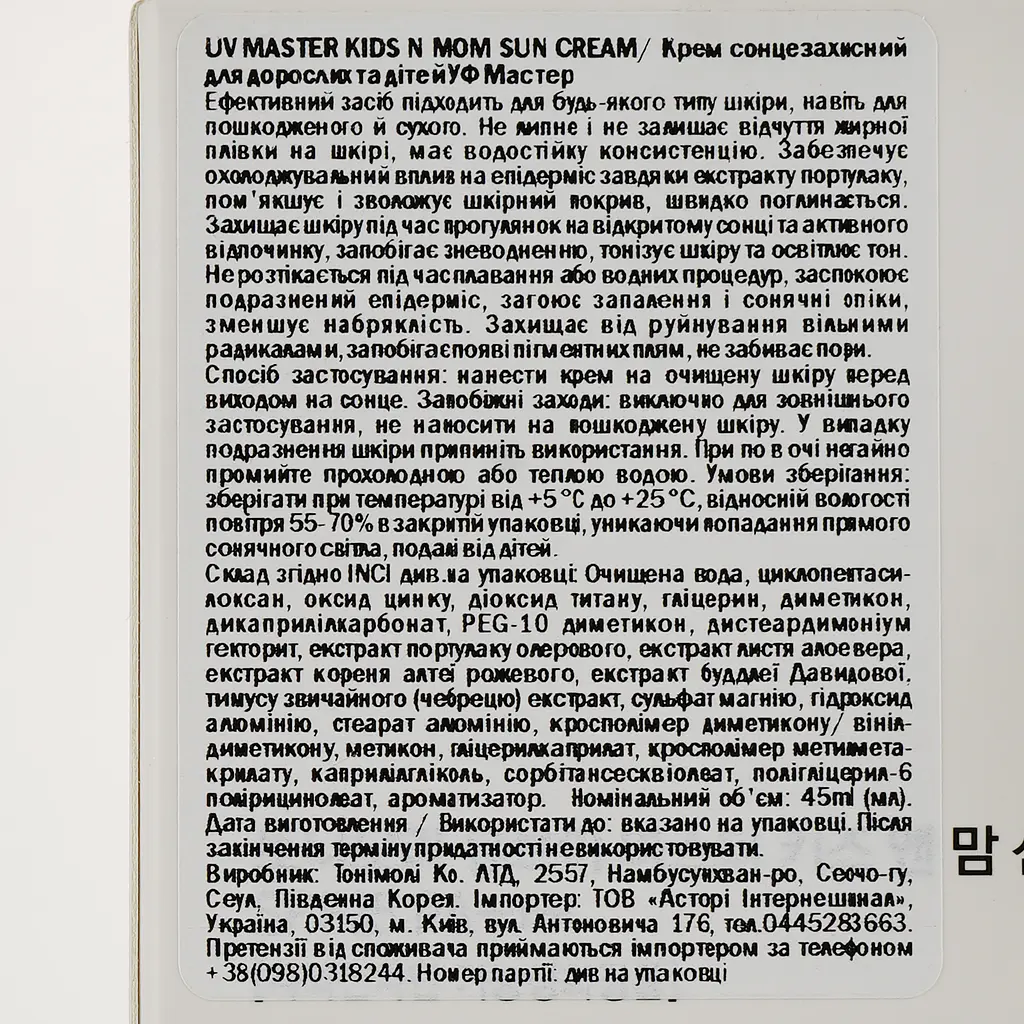 UV MASTER KIDS N MOM SUN CREAM/ Крем сонцезахисний
для дорослих та дітей УФ Мастер
Ефективний засіб підходить для будь-якого типу шкіри, навіть для
пошкодженого й сухого. Не липне і не залишає відчуття жирної
плівки на шкірі, має водостійку консистенцію. Забезпечує
охолоджувальний вплив на епідерміс завдяки екстракту портулаку,
пом'якшує і зволожує шкірний покрив, швидко поглинається.
Захищає шкіру під час прогулянок на відкритому сонці та активного
відпочинку, запобігає зневодненню, тонізує шкіру та освітлює тон.
Не розтікається під час плавання або водних процедур, заспокоює
подразнений епідерміс, загоює запалення і сонячні опіки,
зменшує набряклість. Захищає від руйнування вільними
радикалами, запобігає появі пігментних плям, не забиває пори.
Спосіб застосування: нанести крем на очищену шкіру перед
виходом на сонце. Запобіжні заходи: виключно для зовнішнього
застосування, не наносити на пошкоджену шкіру. У випадку
подразнення шкіри припиніть використання. При по в очі негайно
промийте прохолодною або теплою водою. Умови зберігання:
зберігати при температурі від +5°C до +25°C, відносній вологості
повітря 55-70% в закритій упаковці, уникаючи попадання прямого
сонячного світла, подалі від дітей.
Склад згідно INCI див.на упаковці: Очищена вода, циклопентаси-
локсан, оксид цинку, діоксид титану, гліцерин, диметикон,
дикаприлілкарбонат, PEG-10 диметикон, дистеардимоніум
гекторит, екстракт портулаку олерового, екстракт листя алое вера,
екстракт кореня алтеї рожевого, екстракт буддлеї Давидової,
тимусу звичайного (чебрецю) екстракт, сульфат магнію, гідроксид
алюмінію, стеарат алюмінію, кросполімер диметикону/ вініл-
диметикону, метикон, гліцерилкаприлат, кросполімер метилмета-
крилату, каприлілгліколь, сорбітансесквіолеат, полігліцерил-6
поліріцинолеат, ароматизатор. Номінальний об'єм: 45ml (мл).
Дата виготовлення / Використати до: вказано на упаковці. Після
закінчення терміну придатності не використовувати.
Виробник: Тонімолі Ко. ЛТД, 2557, Намбусунхван-ро, Сеочо-гу,
Сеул, Південна Корея. Імпортер: ТОВ «Асторі Інтернешинал»,
Україна, 03150, м. Київ, вул. Антоновича 176, тел.0445283663.
Претензії від споживача приймаються імпортером за телефоном
+38(098)0318244. Номер партії: див на упаковці
맘